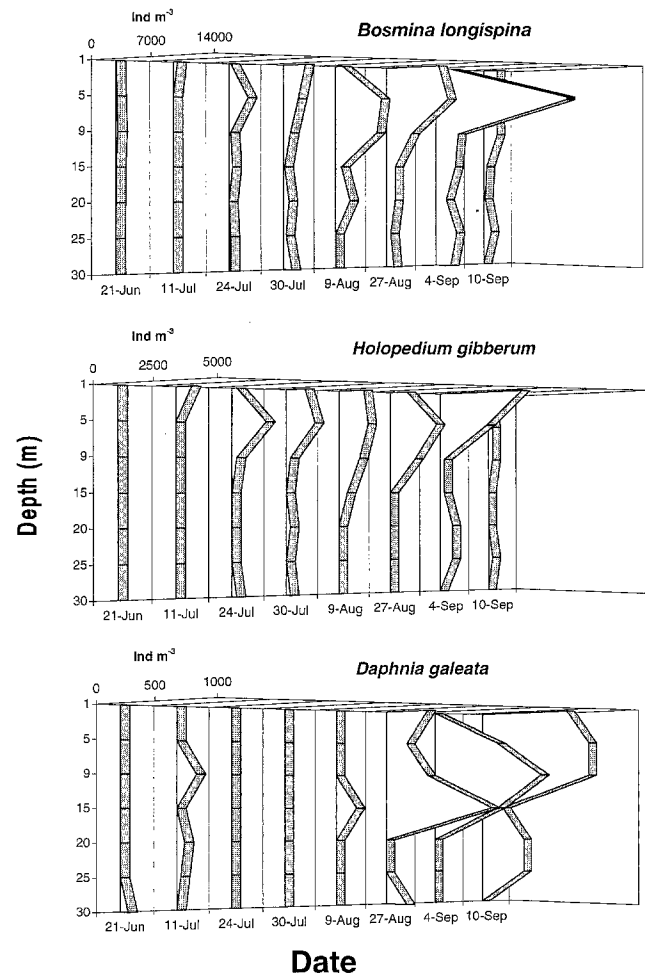 Ind m⁻³
Bosmina longispina
0 7000 14000
1
5
9
15
20
25
30
21-Jun 11-Jul 24-Jul 30-Jul 9-Aug 27-Aug 4-Sep 10-Sep
Ind m⁻³
Holopedium gibberum
0 2500 5000
1
5
9
15
20
25
30
21-Jun 11-Jul 24-Jul 30-Jul 9-Aug 27-Aug 4-Sep 10-Sep
Depth (m)
Ind m⁻³
Daphnia galeata
0 500 1000
1
5
9
15
20
25
30
21-Jun 11-Jul 24-Jul 30-Jul 9-Aug 27-Aug 4-Sep 10-Sep
Date